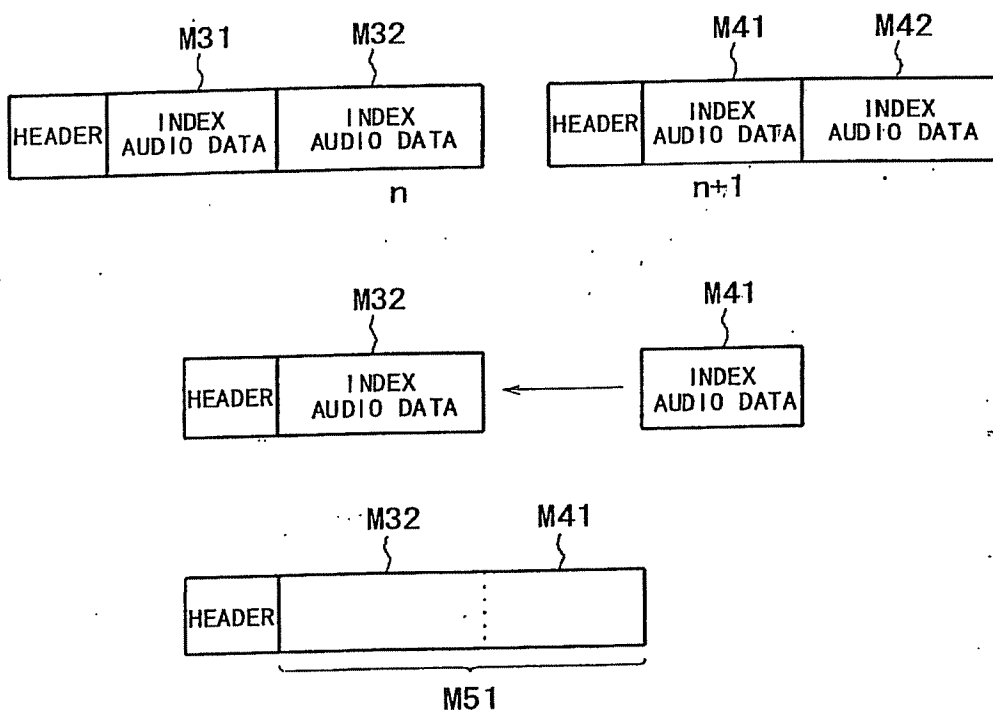 M31 M32 M41 M42
HEADER INDEX AUDIO DATA INDEX AUDIO DATA HEADER INDEX AUDIO DATA INDEX AUDIO DATA
n n+1
M32 M41
HEADER INDEX AUDIO DATA INDEX AUDIO DATA
M32 M41
HEADER
M51